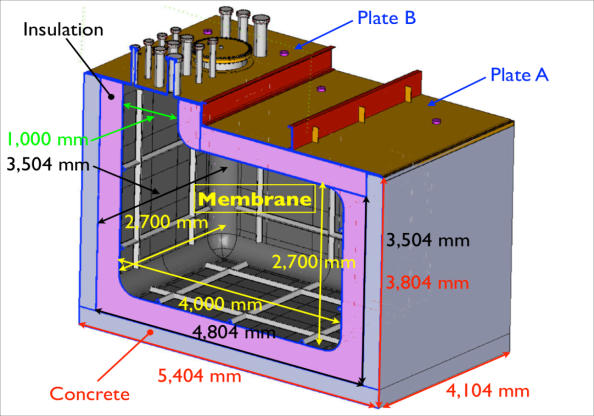 Plate B
Insulation
Plate A
1,000 mm
3,504 mm
Membrane
2,700 mm
3,504 mm
2,700 mm
3,804 mm
4,000 mm
4,804 mm
5,404 mm
4,104 mm
Concrete